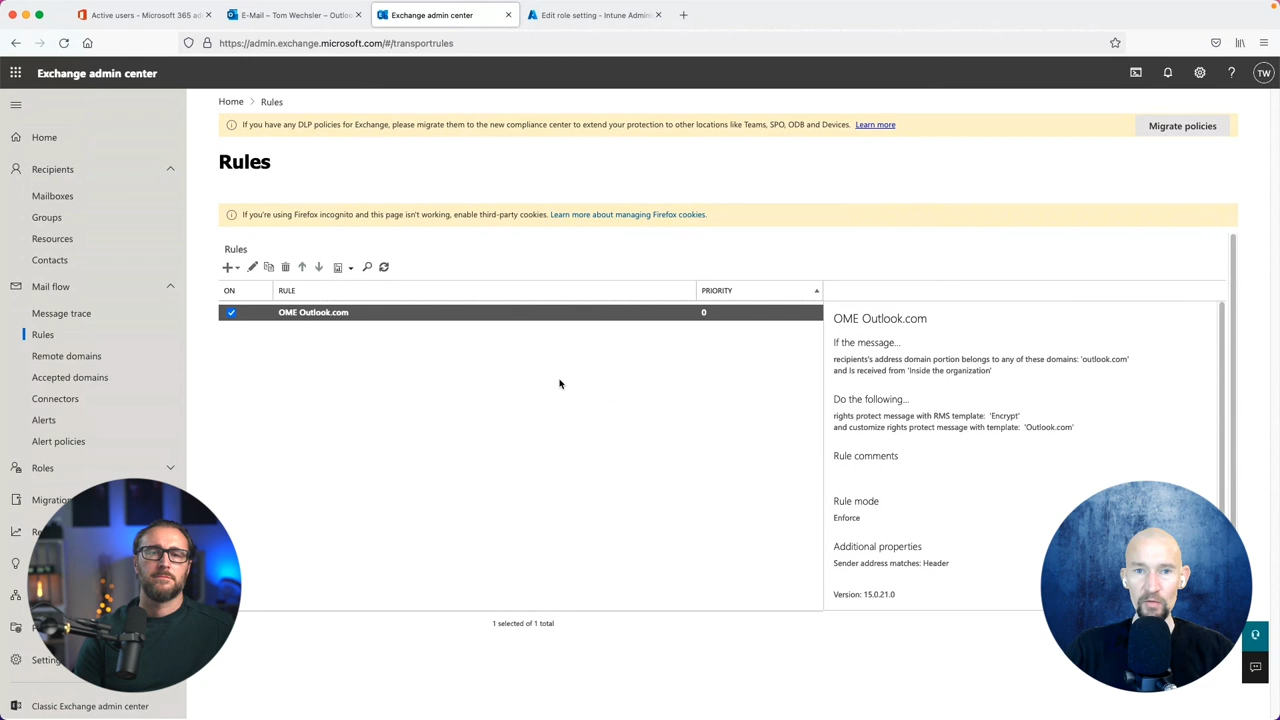 Active users - Microsoft 365 ad
E-Mail – Tom Wechsler – Outlo
Exchange admin center
Edit role setting - Intune Admini
https://admin.exchange.microsoft.com/#/transportrules
Exchange admin center
TW
Home
Recipients
Mailboxes
Groups
Resources
Contacts
Mail flow
Message trace
Rules
Remote domains
Accepted domains
Connectors
Alerts
Alert policies
Roles
Migration
Re
Settin
Classic Exchange admin center
Home > Rules
If you have any DLP policies for Exchange, please migrate them to the new compliance center to extend your protection to other locations like Teams, SPO, ODB and Devices. Learn more
Migrate policies
Rules
If you're using Firefox incognito and this page isn't working, enable third-party cookies. Learn more about managing Firefox cookies.
Rules
ON RULE PRIORITY
OME Outlook.com 0
1 selected of 1 total
OME Outlook.com
If the message...
recipients's address domain portion belongs to any of these domains: 'outlook.com'
and Is received from 'Inside the organization'
Do the following...
rights protect message with RMS template: 'Encrypt'
and customize rights protect message with template: 'Outlook.com'
Rule comments
Rule mode
Enforce
Additional properties
Sender address matches: Header
Version: 15.0.21.0